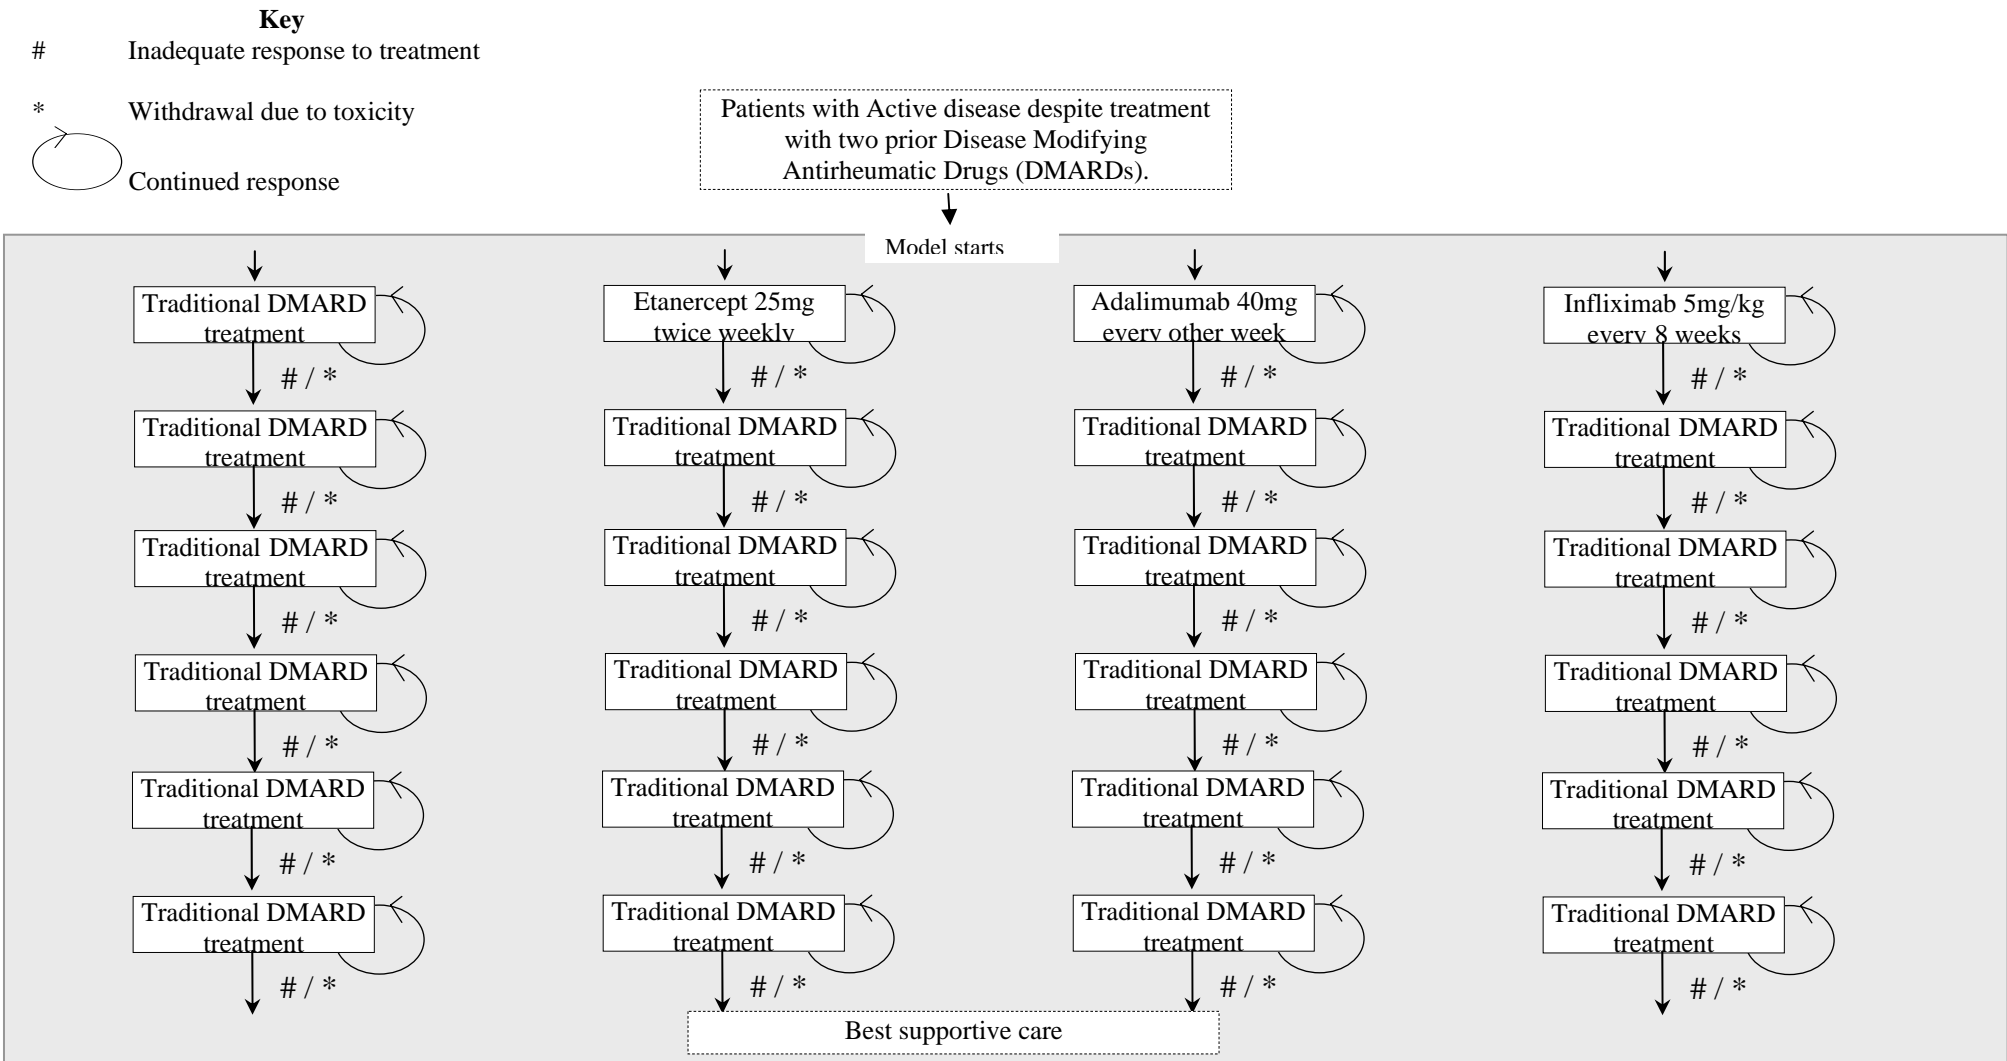 Key
# Inadequate response to treatment
* Withdrawal due to toxicity
Continued response
Patients with Active disease despite treatment
with two prior Disease Modifying
Antirheumatic Drugs (DMARDs).
Model starts
Traditional DMARD
treatment
# / *
Traditional DMARD
treatment
# / *
Traditional DMARD
treatment
# / *
Traditional DMARD
treatment
# / *
Traditional DMARD
treatment
# / *
Traditional DMARD
treatment
# / *
Etanercept 25mg
twice weekly
# / *
Traditional DMARD
treatment
# / *
Traditional DMARD
treatment
# / *
Traditional DMARD
treatment
# / *
Traditional DMARD
treatment
# / *
Traditional DMARD
treatment
# / *
Adalimumab 40mg
every other week
# / *
Traditional DMARD
treatment
# / *
Traditional DMARD
treatment
# / *
Traditional DMARD
treatment
# / *
Traditional DMARD
treatment
# / *
Traditional DMARD
treatment
# / *
Infliximab 5mg/kg
every 8 weeks
# / *
Traditional DMARD
treatment
# / *
Traditional DMARD
treatment
# / *
Traditional DMARD
treatment
# / *
Traditional DMARD
treatment
# / *
Traditional DMARD
treatment
# / *
Best supportive care